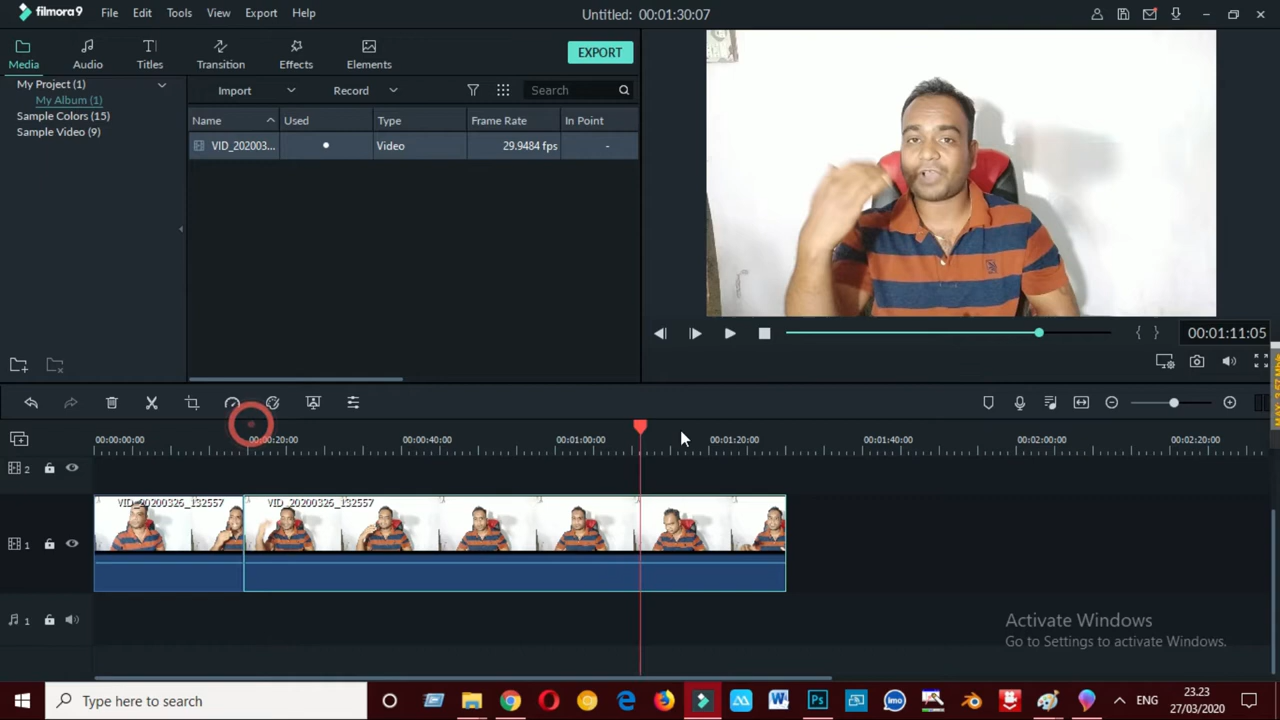 filmora9 File Edit Tools View Export Help Untitled: 00:01:30:07
Media Audio Titles Transition Effects Elements EXPORT
My Project (1)
My Album (1)
Sample Colors (15)
Sample Video (9)
Import Record Search
Name Used Type Frame Rate In Point
VID_202003... Video 29.9484 fps -
00:01:11:05
00:00:00:00 00:00:20:00 00:00:40:00 00:01:00:00 00:01:20:00 00:01:40:00 00:02:00:00 00:02:20:00
2
VID_20200326_132557 VID_20200326_132557
1
1
Activate Windows
Go to Settings to activate Windows.
Type here to search
ENG
23.23
27/03/2020